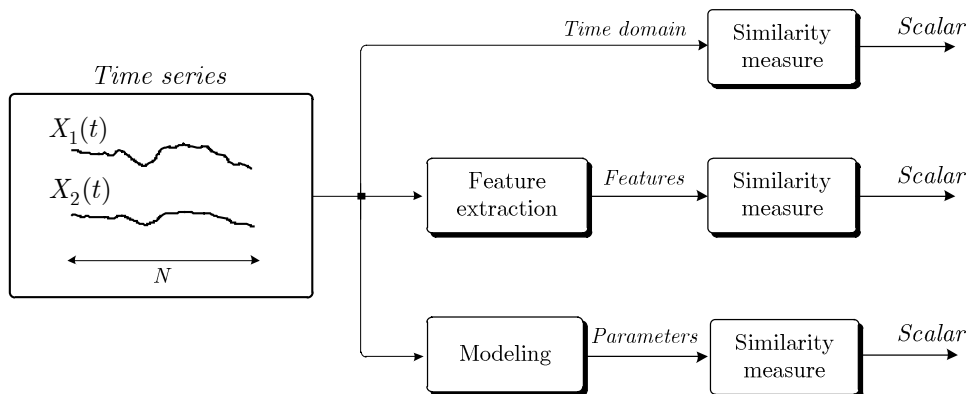 Time domain
Similarity
measure
Scalar
Time series
X₁(t)
X₂(t)
N
Feature
extraction
Features
Similarity
measure
Scalar
Modeling
Parameters
Similarity
measure
Scalar